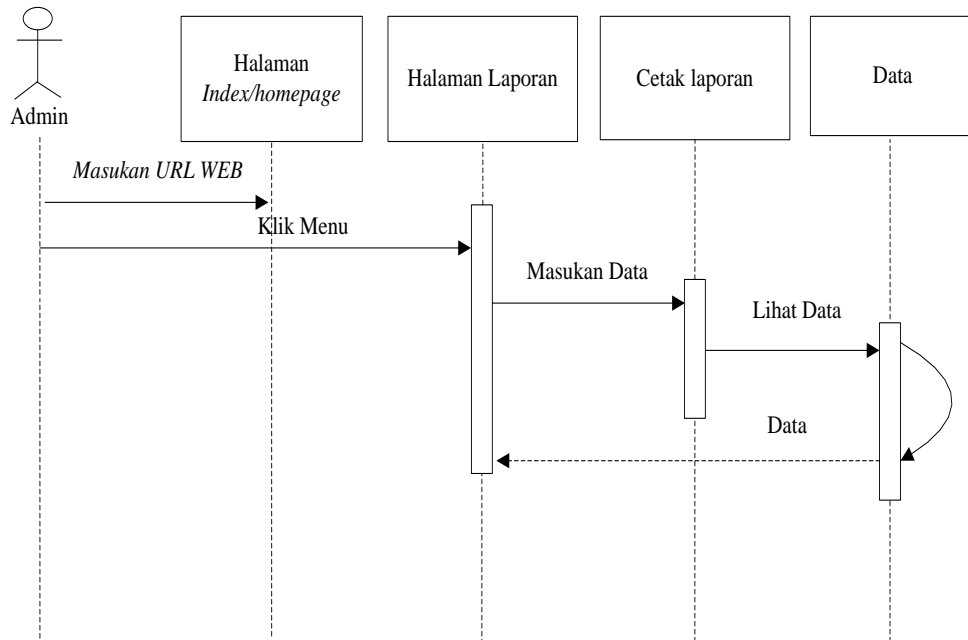 Admin
Halaman
Index/homepage
Halaman Laporan
Cetak laporan
Data
Masukan URL WEB
Klik Menu
Masukan Data
Lihat Data
Data